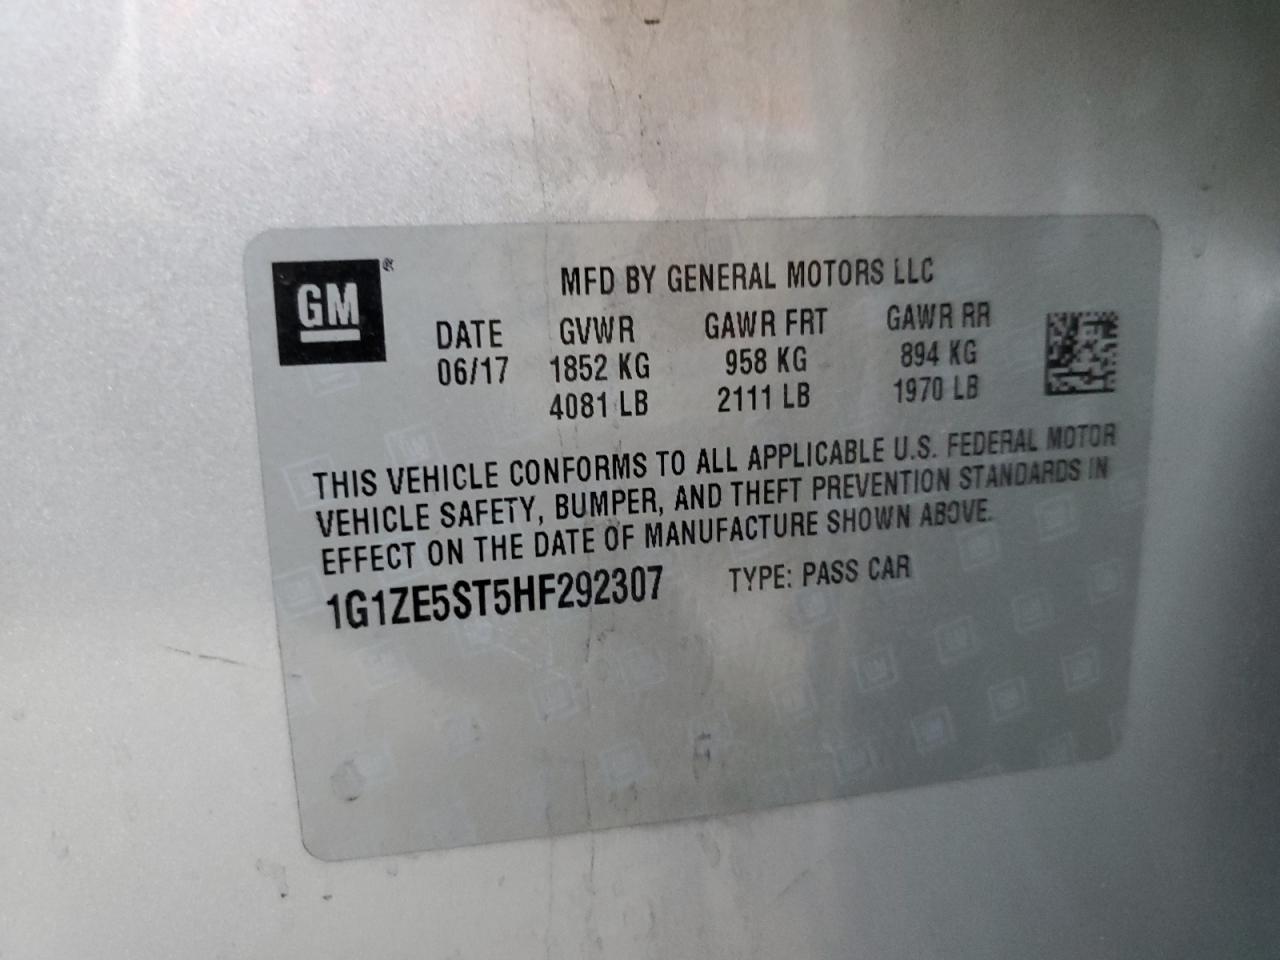 GM®
MFD BY GENERAL MOTORS LLC
DATE GVWR GAWR FRT GAWR RR
06/17 1852 KG 958 KG 894 KG
4081 LB 2111 LB 1970 LB
THIS VEHICLE CONFORMS TO ALL APPLICABLE U.S. FEDERAL MOTOR
VEHICLE SAFETY, BUMPER, AND THEFT PREVENTION STANDARDS IN
EFFECT ON THE DATE OF MANUFACTURE SHOWN ABOVE.
1G1ZE5ST5HF292307 TYPE: PASS CAR